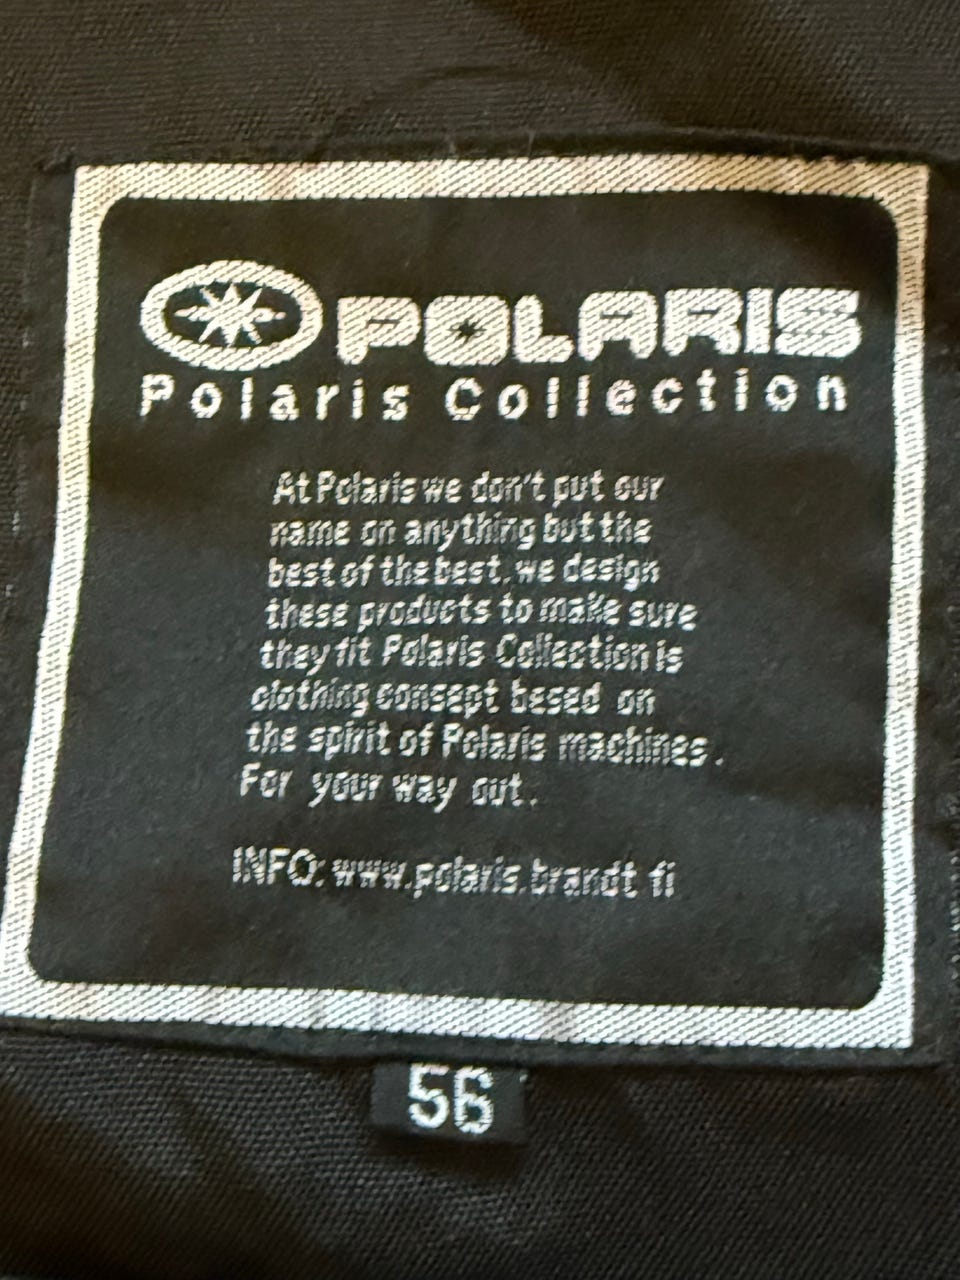 POLARIS
Polaris Collection
At Polaris we don't put our
name on anything but the
best of the best, we design
these products to make sure
they fit Polaris Collection is
clothing consept besed on
the spirit of Polaris machines.
For your way out.
INFO: www.polaris.brandt.fi
56